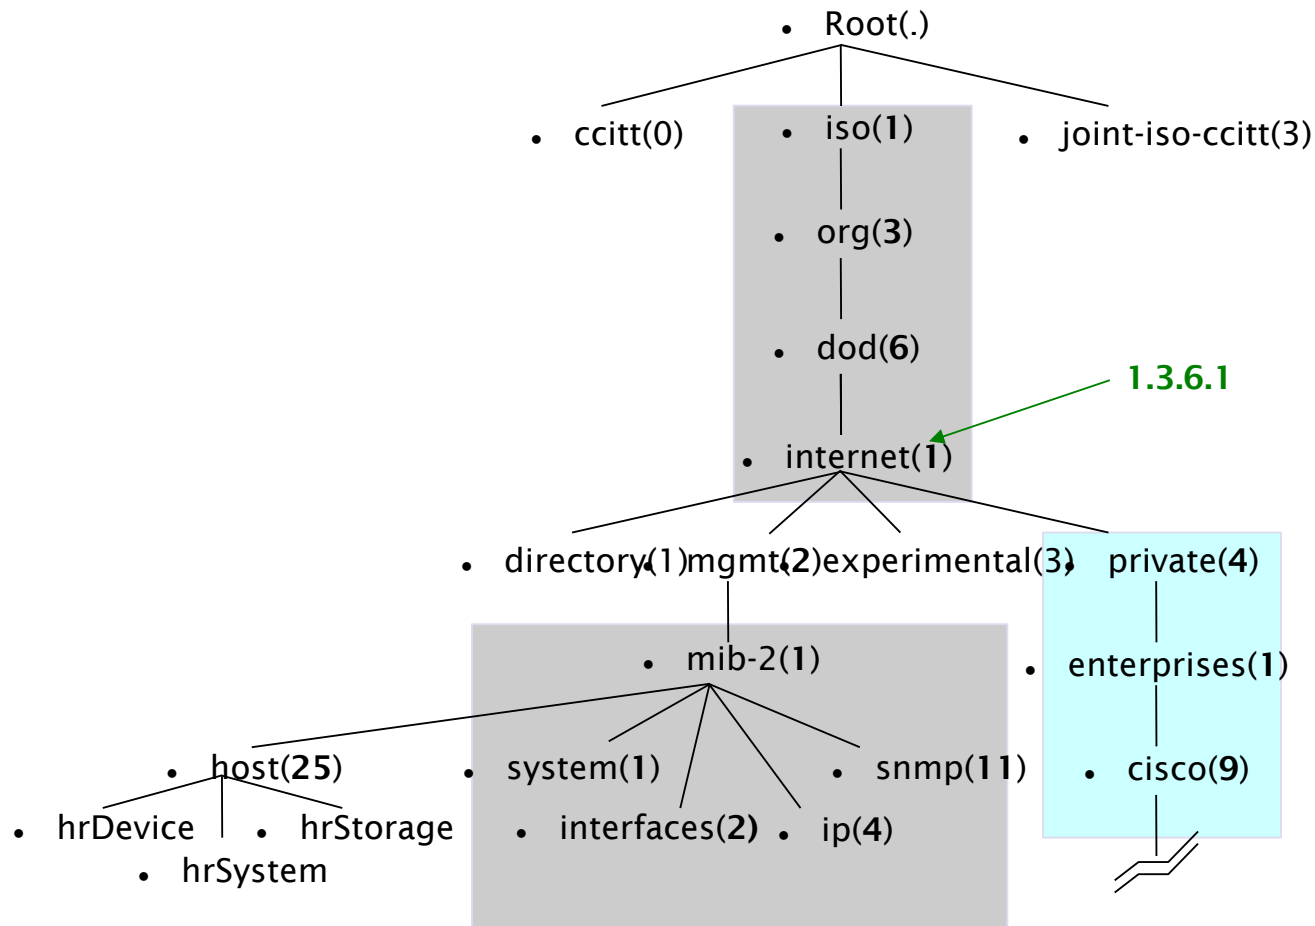 • Root(.)
• ccitt(0) • iso(1) • joint-iso-ccitt(3)
• org(3)
• dod(6)
1.3.6.1
• internet(1)
• directory(1) • mgmt(2) • experimental(3) • private(4)
• mib-2(1) • enterprises(1)
• host(25) • system(1) • snmp(11) • cisco(9)
• hrDevice • hrStorage • interfaces(2) • ip(4)
• hrSystem